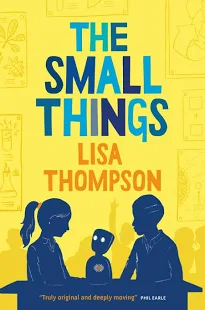 THE
SMALL
THINGS
LISA
THOMPSON
"Truly original and deeply moving" PHIL EARLE